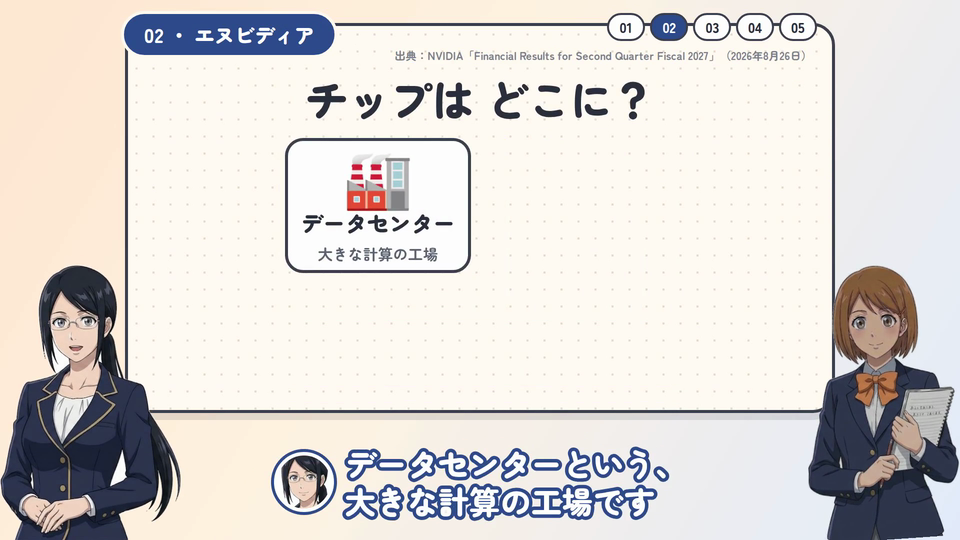 02 ・ エヌビディア
01 02 03 04 05
出典：NVIDIA「Financial Results for Second Quarter Fiscal 2027」（2026年8月26日）
チップは どこに？
データセンター
大きな計算の工場
データセンターという、
大きな計算の工場です